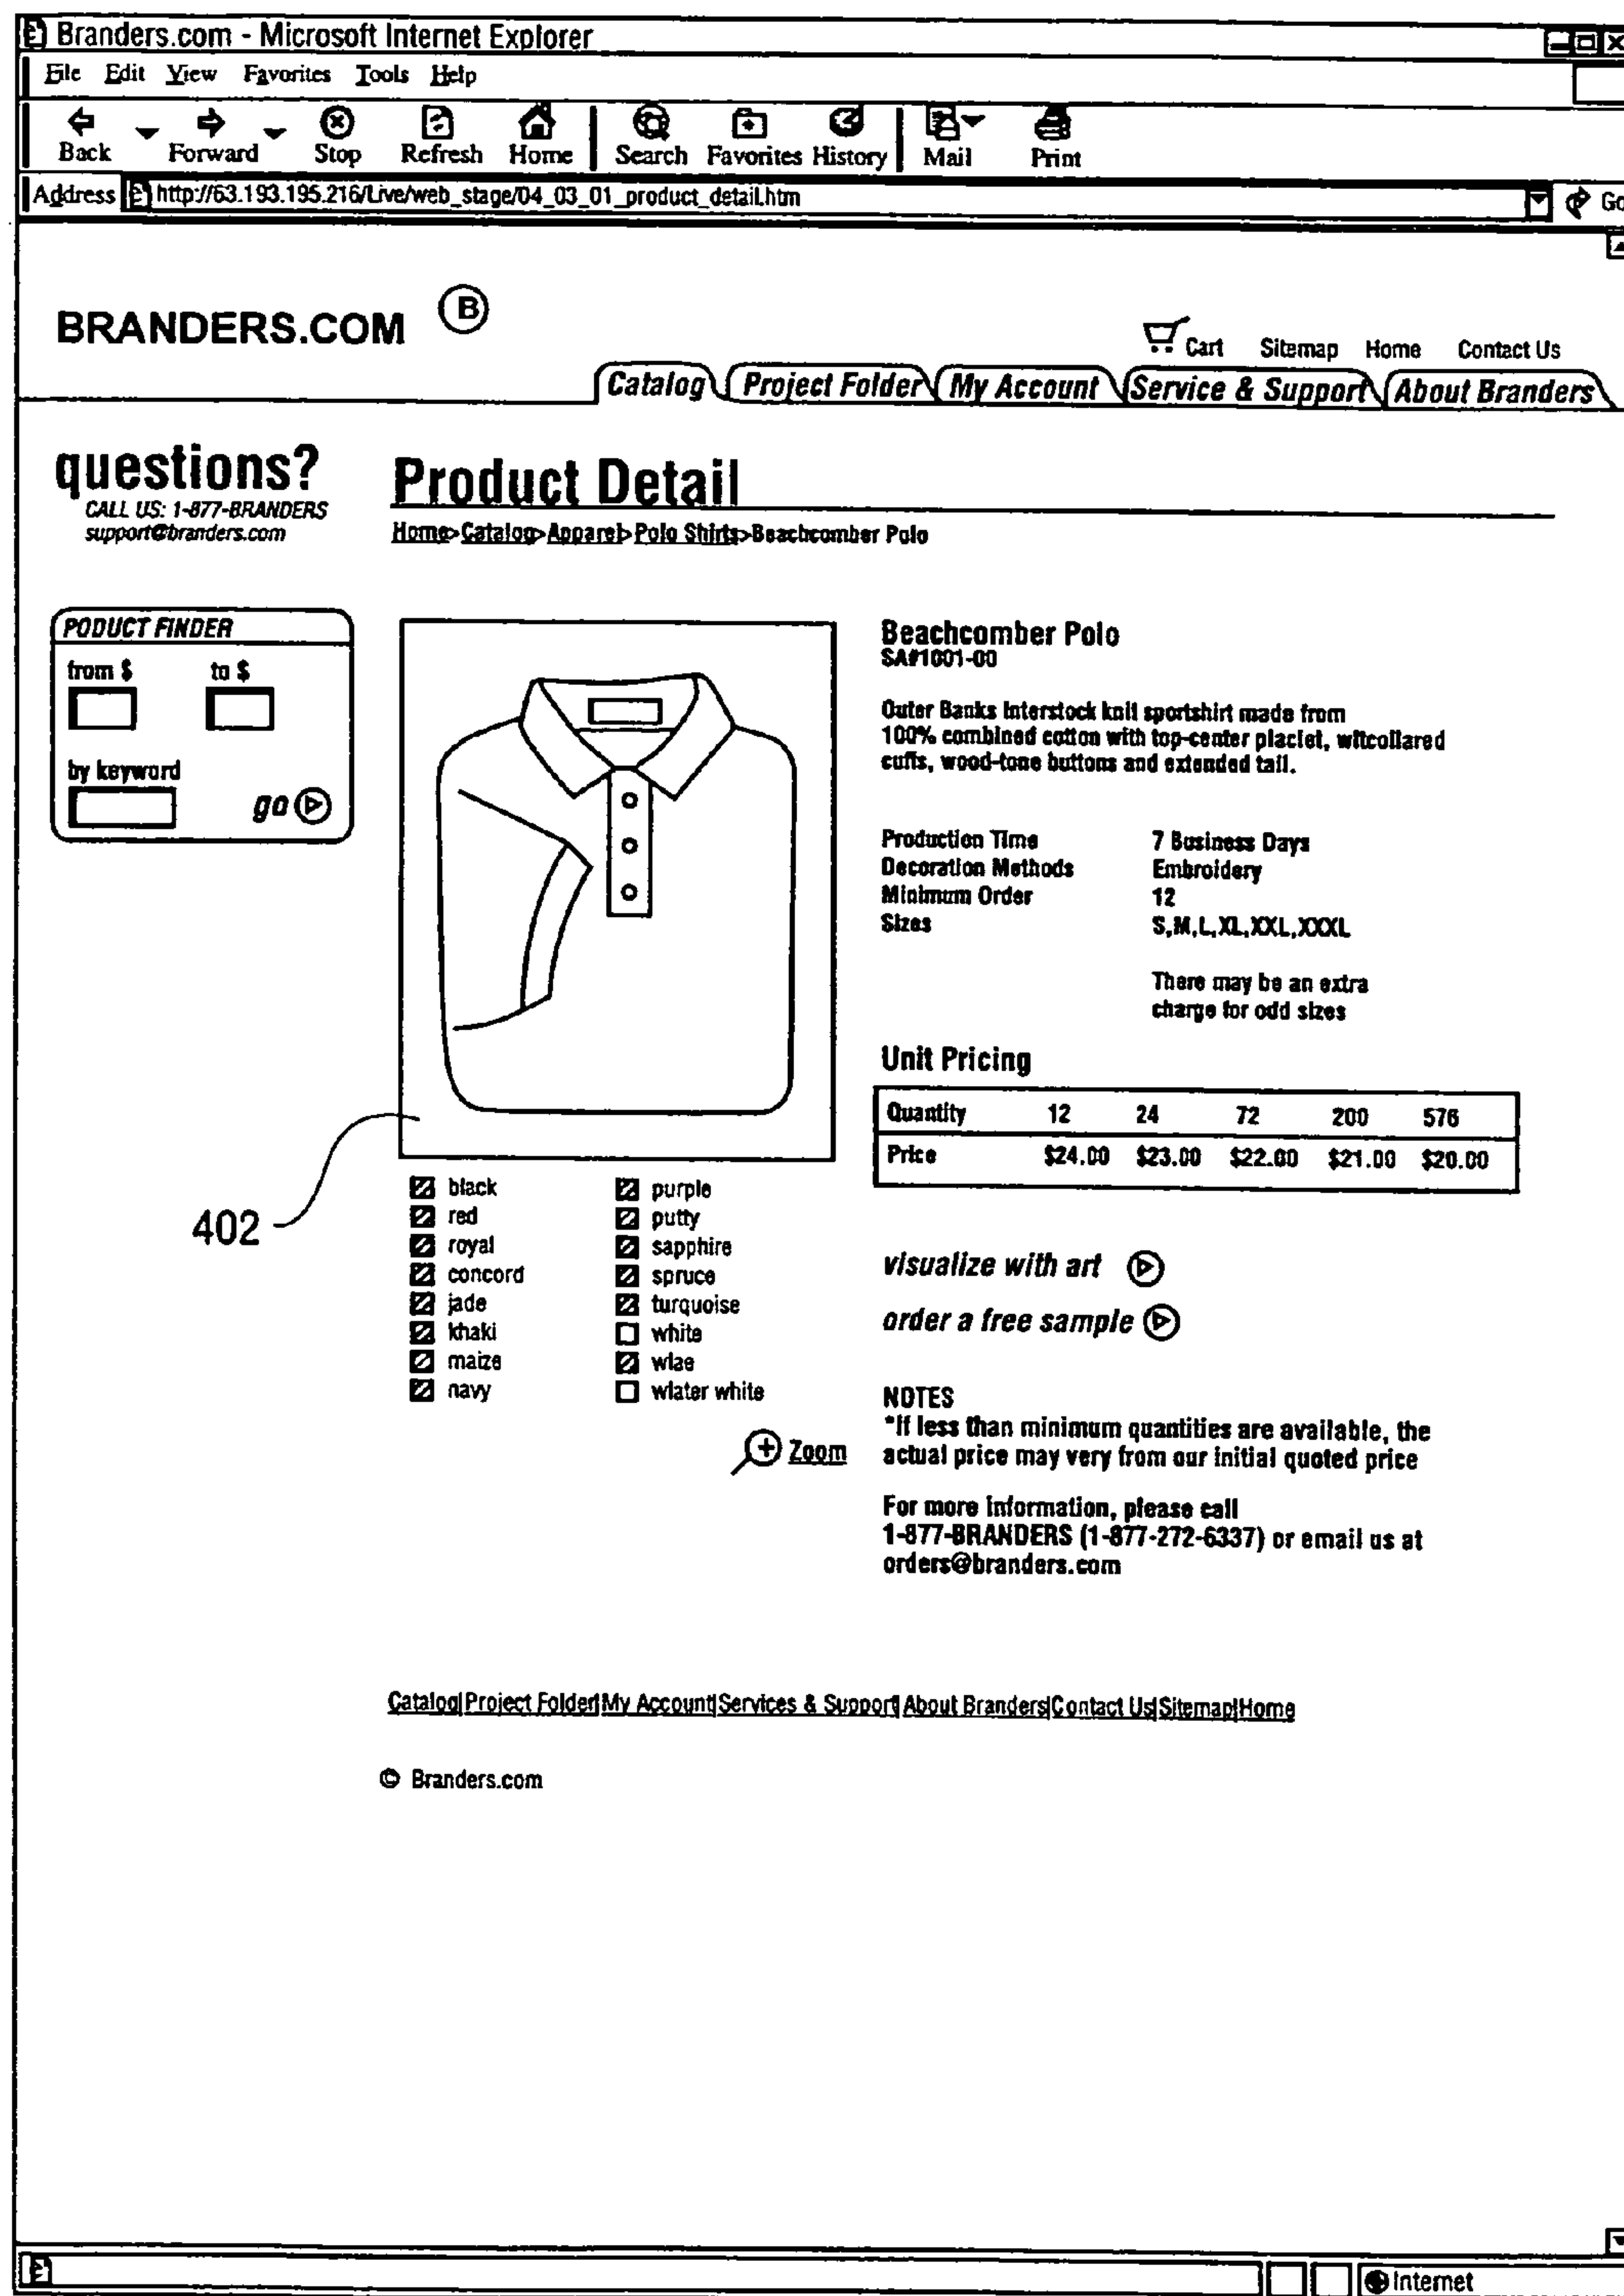 Branders.com - Microsoft Internet Explorer
File Edit View Favorites Tools Help
Back Forward Stop Refresh Home Search Favorites History Mail Print
Address http://63.193.195.216/Live/web_stage/04_03_01_product_detail.htm Go
BRANDERS.COM B
Cart Sitemap Home Contact Us
Catalog Project Folder My Account Service & Support About Branders
questions?
CALL US: 1-877-BRANDERS
support@branders.com
Product Detail
Home>Catalog>Apparel>Polo Shirts>Beachcomber Polo
PODUCT FINDER
from $ to $
by keyword
go
Beachcomber Polo
SA#1001-00
Outer Banks Interstock knit sportshirt made from
100% combined cotton with top-center placlet, witcollared
cuffs, wood-tone buttons and extended tail.
Production Time 7 Business Days
Decoration Methods Embroidery
Minimum Order 12
Sizes S,M,L,XL,XXL,XXXL
There may be an extra
charge for odd sizes
Unit Pricing
Quantity 12 24 72 200 576
Price $24.00 $23.00 $22.00 $21.00 $20.00
402
black purple
red putty
royal sapphire
concord spruce
jade turquoise
khaki white
maize wlae
navy wlater white
Zoom
visualize with art
order a free sample
NOTES
*If less than minimum quantities are available, the
actual price may very from our initial quoted price
For more information, please call
1-877-BRANDERS (1-877-272-6337) or email us at
orders@branders.com
Catalog|Project Folder|My Account|Services & Support|About Branders|Contact Us|Sitemap|Home
© Branders.com
Internet